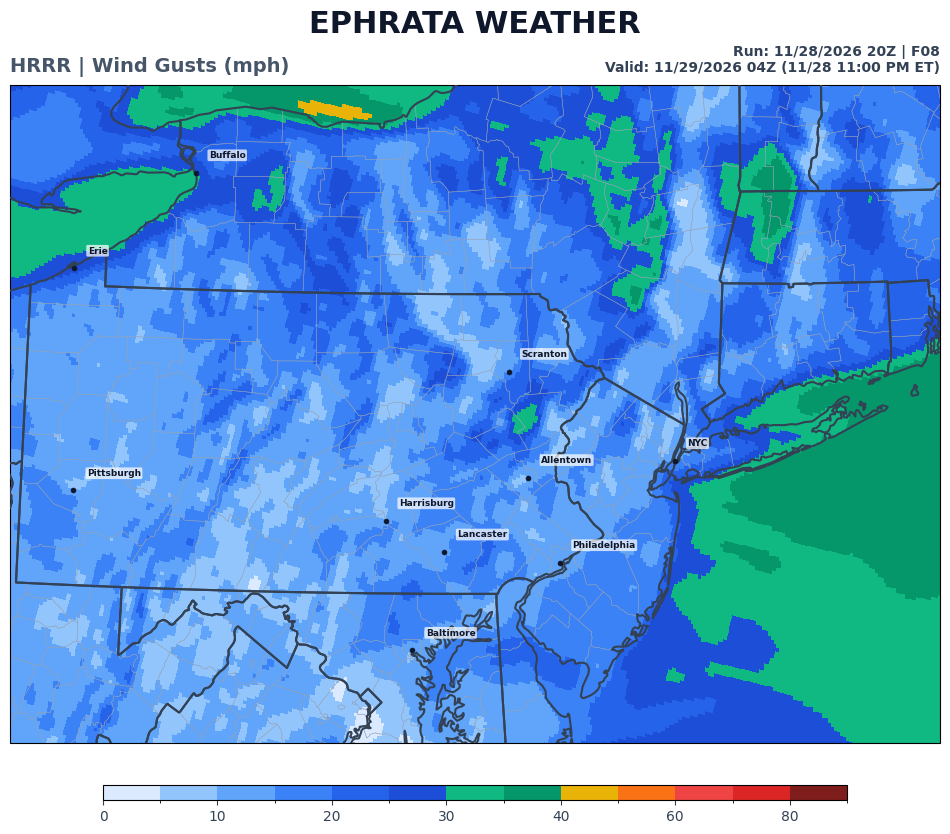 EPHRATA WEATHER
HRRR | Wind Gusts (mph)
Run: 11/28/2026 20Z | F08
Valid: 11/29/2026 04Z (11/28 11:00 PM ET)
Buffalo
Erie
Scranton
NYC
Allentown
Pittsburgh
Harrisburg
Lancaster
Philadelphia
Baltimore
0 10 20 30 40 50 60 70 80